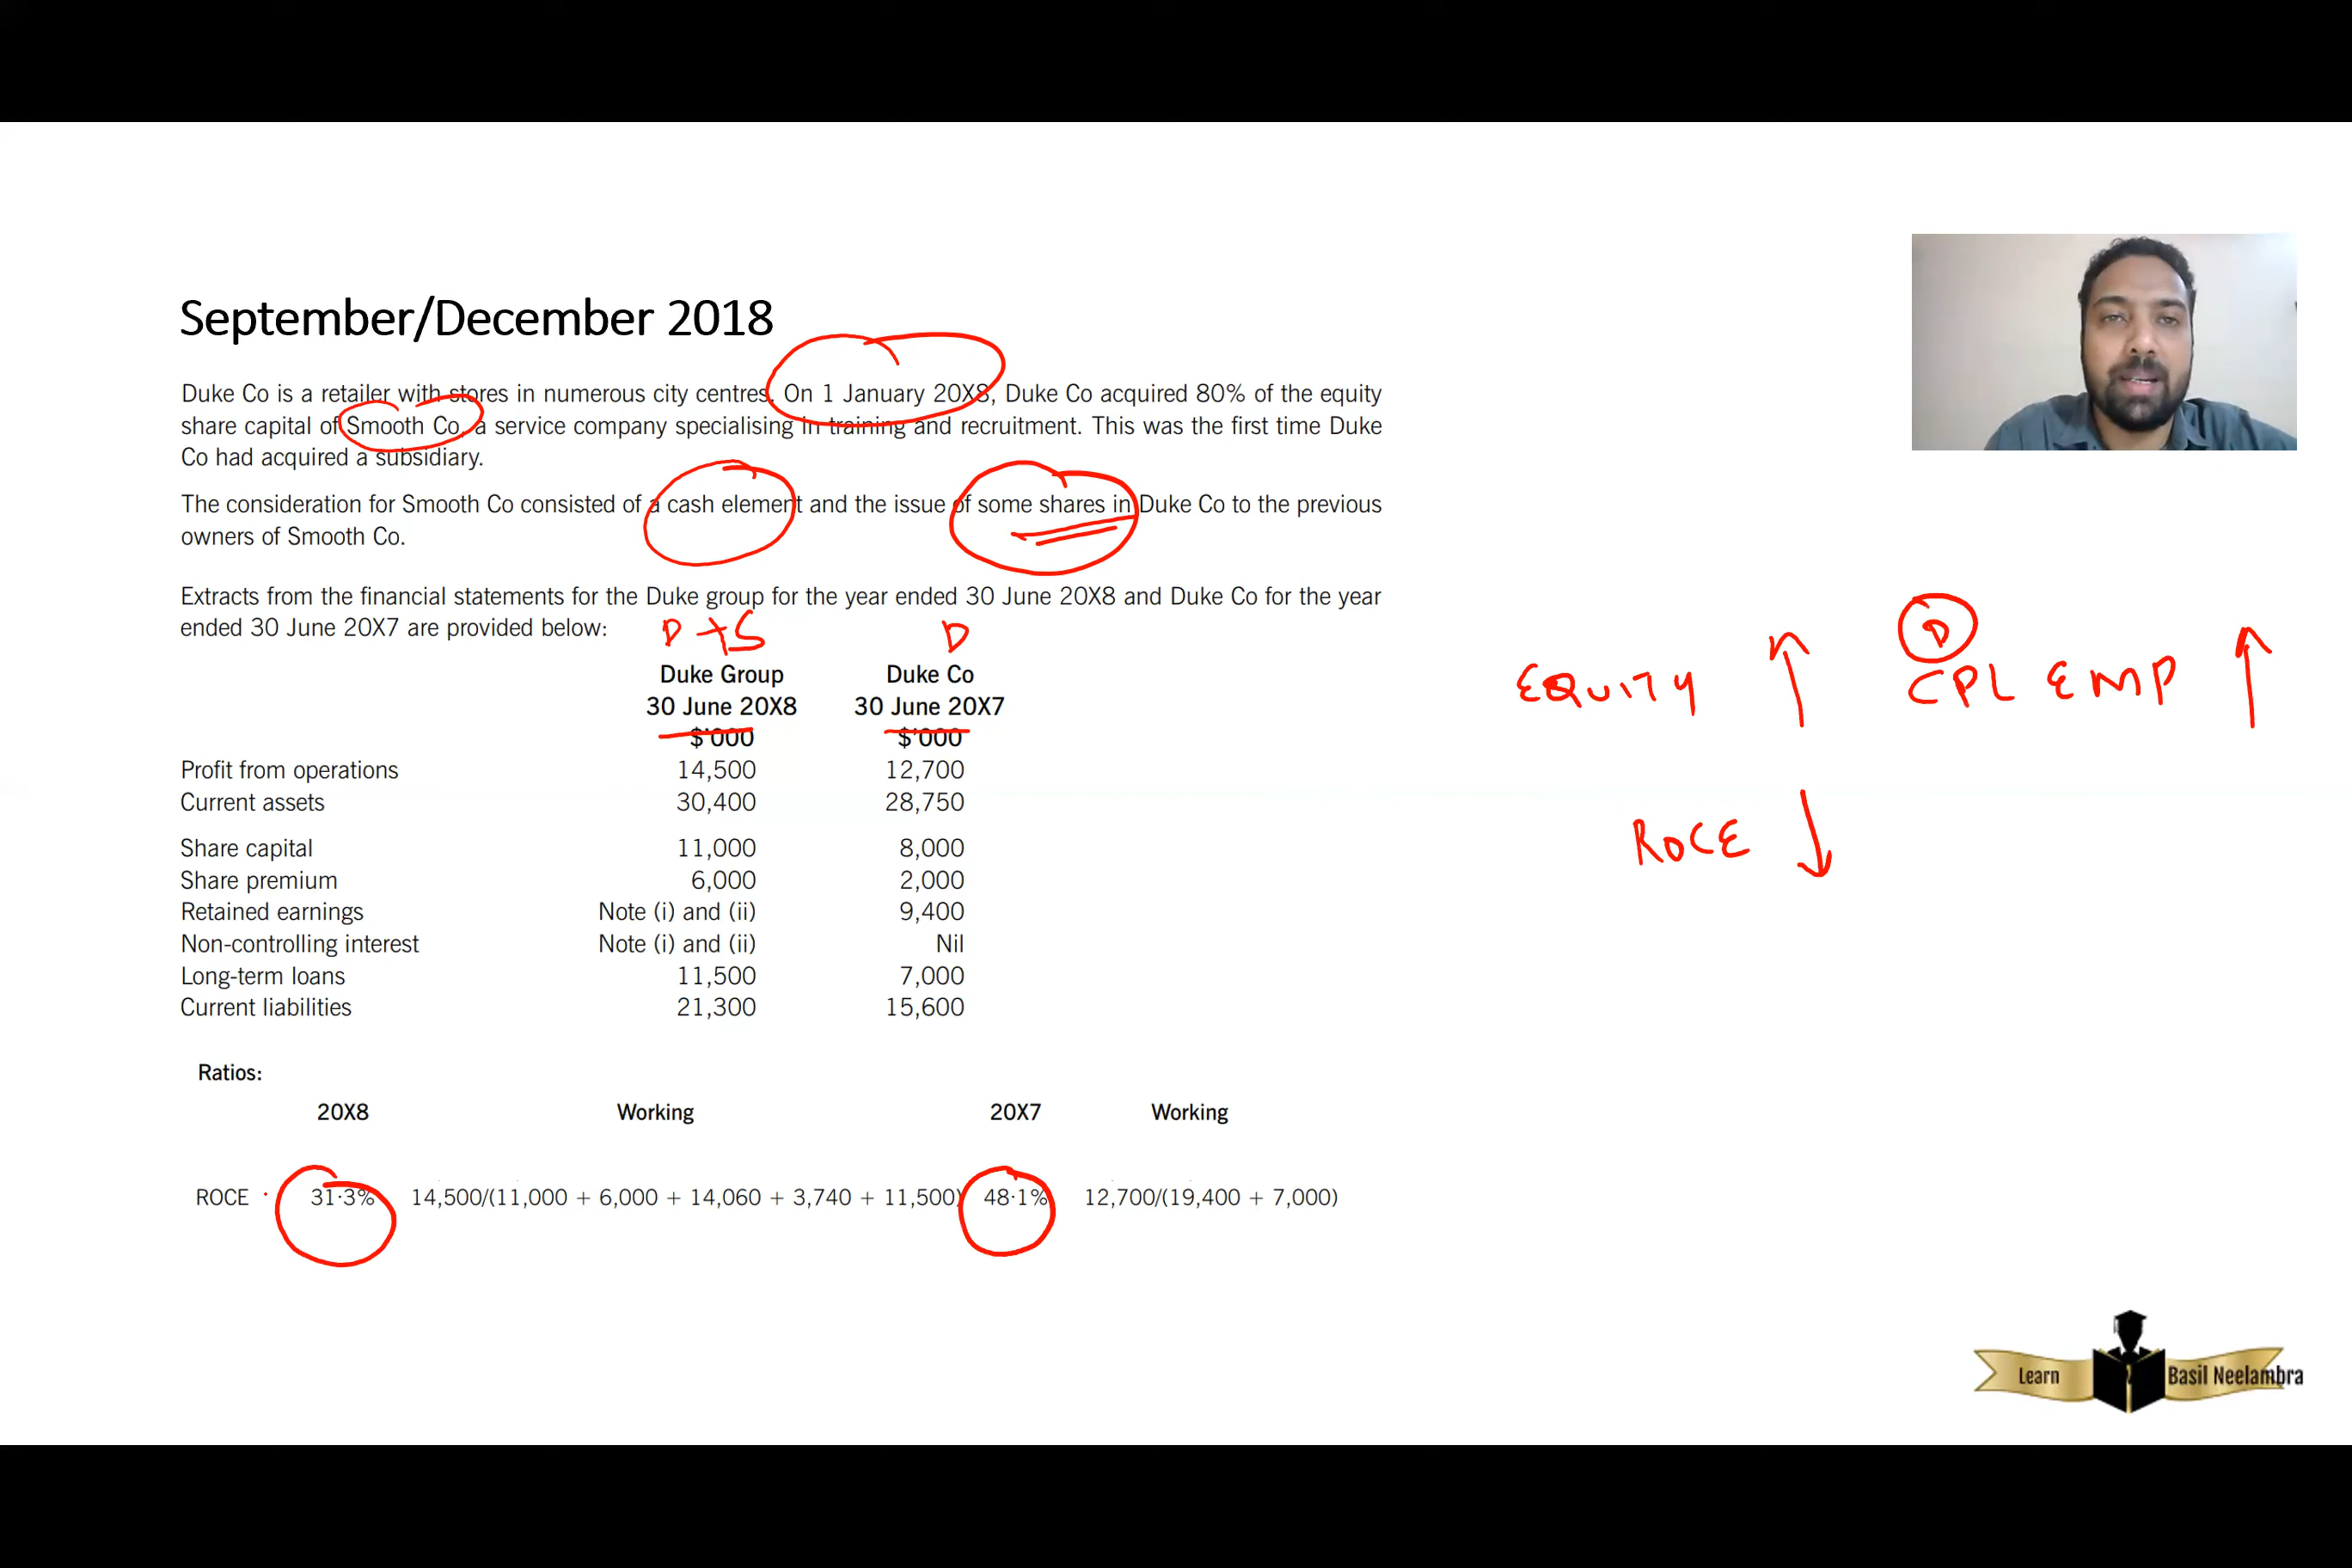 September/December 2018
Duke Co is a retailer with stores in numerous city centres. On 1 January 20X8, Duke Co acquired 80% of the equity
share capital of Smooth Co, a service company specialising in training and recruitment. This was the first time Duke
Co had acquired a subsidiary.
The consideration for Smooth Co consisted of a cash element and the issue of some shares in Duke Co to the previous
owners of Smooth Co.
Extracts from the financial statements for the Duke group for the year ended 30 June 20X8 and Duke Co for the year
ended 30 June 20X7 are provided below:
D + S D
Duke Group Duke Co
30 June 20X8 30 June 20X7
$'000 $'000
Profit from operations 14,500 12,700
Current assets 30,400 28,750
Share capital 11,000 8,000
Share premium 6,000 2,000
Retained earnings Note (i) and (ii) 9,400
Non-controlling interest Note (i) and (ii) Nil
Long-term loans 11,500 7,000
Current liabilities 21,300 15,600
Ratios:
20X8 Working 20X7 Working
ROCE 31·3% 14,500/(11,000 + 6,000 + 14,060 + 3,740 + 11,500) 48·1% 12,700/(19,400 + 7,000)
D
EQUITY ↑ CPL EMP ↑
ROCE ↓
Learn Basil Neelambra